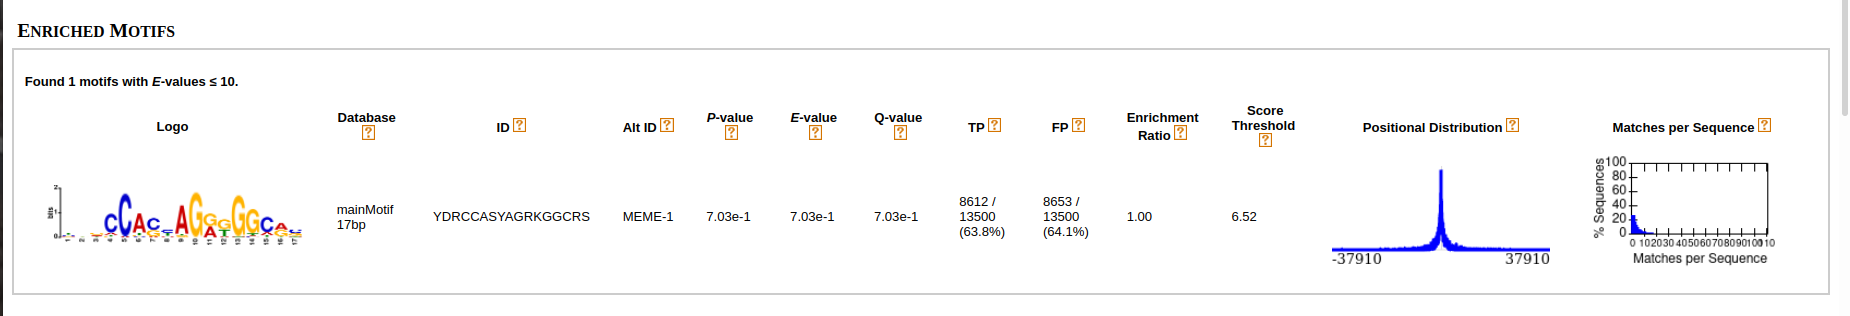 ENRICHED MOTIFS
Found 1 motifs with E-values ≤ 10.
Logo
Database
?
ID ?
Alt ID ?
P-value
?
E-value
?
Q-value
?
TP ?
FP ?
Enrichment
Ratio ?
Score
Threshold
?
Positional Distribution ?
Matches per Sequence ?
mainMotif
17bp
YDRCCASYAGRKGGCRS
MEME-1
7.03e-1
7.03e-1
7.03e-1
8612 /
13500
(63.8%)
8653 /
13500
(64.1%)
1.00
6.52
-37910
37910
% Sequences
100
80
60
40
20
0
0 10 20 30 40 50 60 70 80 90 100 110
Matches per Sequence